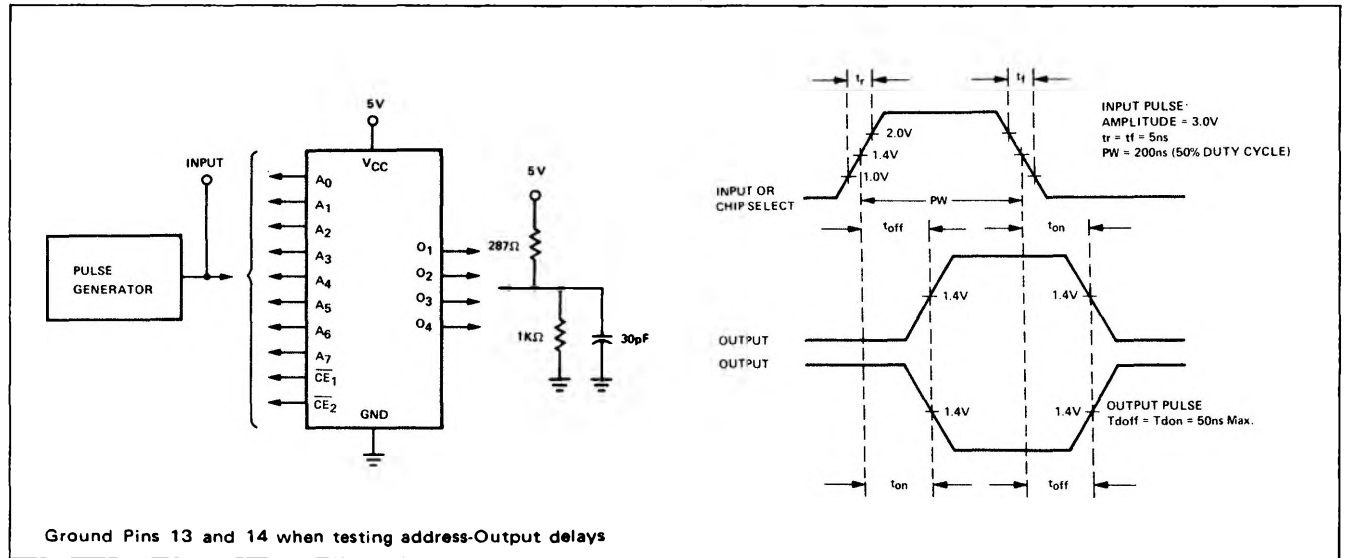 5V
VCC
INPUT
PULSE
GENERATOR
A0
A1
A2
A3
A4
A5
A6
A7
CE1
CE2
GND
O1
O2
O3
O4
5V
287Ω
1KΩ
30pF
Ground Pins 13 and 14 when testing address-Output delays
tr
tf
INPUT PULSE:
AMPLITUDE = 3.0V
tr = tf = 5ns
PW = 200ns (50% DUTY CYCLE)
2.0V
1.4V
1.0V
INPUT OR
CHIP SELECT
PW
toff
ton
1.4V
1.4V
OUTPUT
OUTPUT
1.4V
1.4V
OUTPUT PULSE
Tdoff = Tdon = 50ns Max.
ton
toff